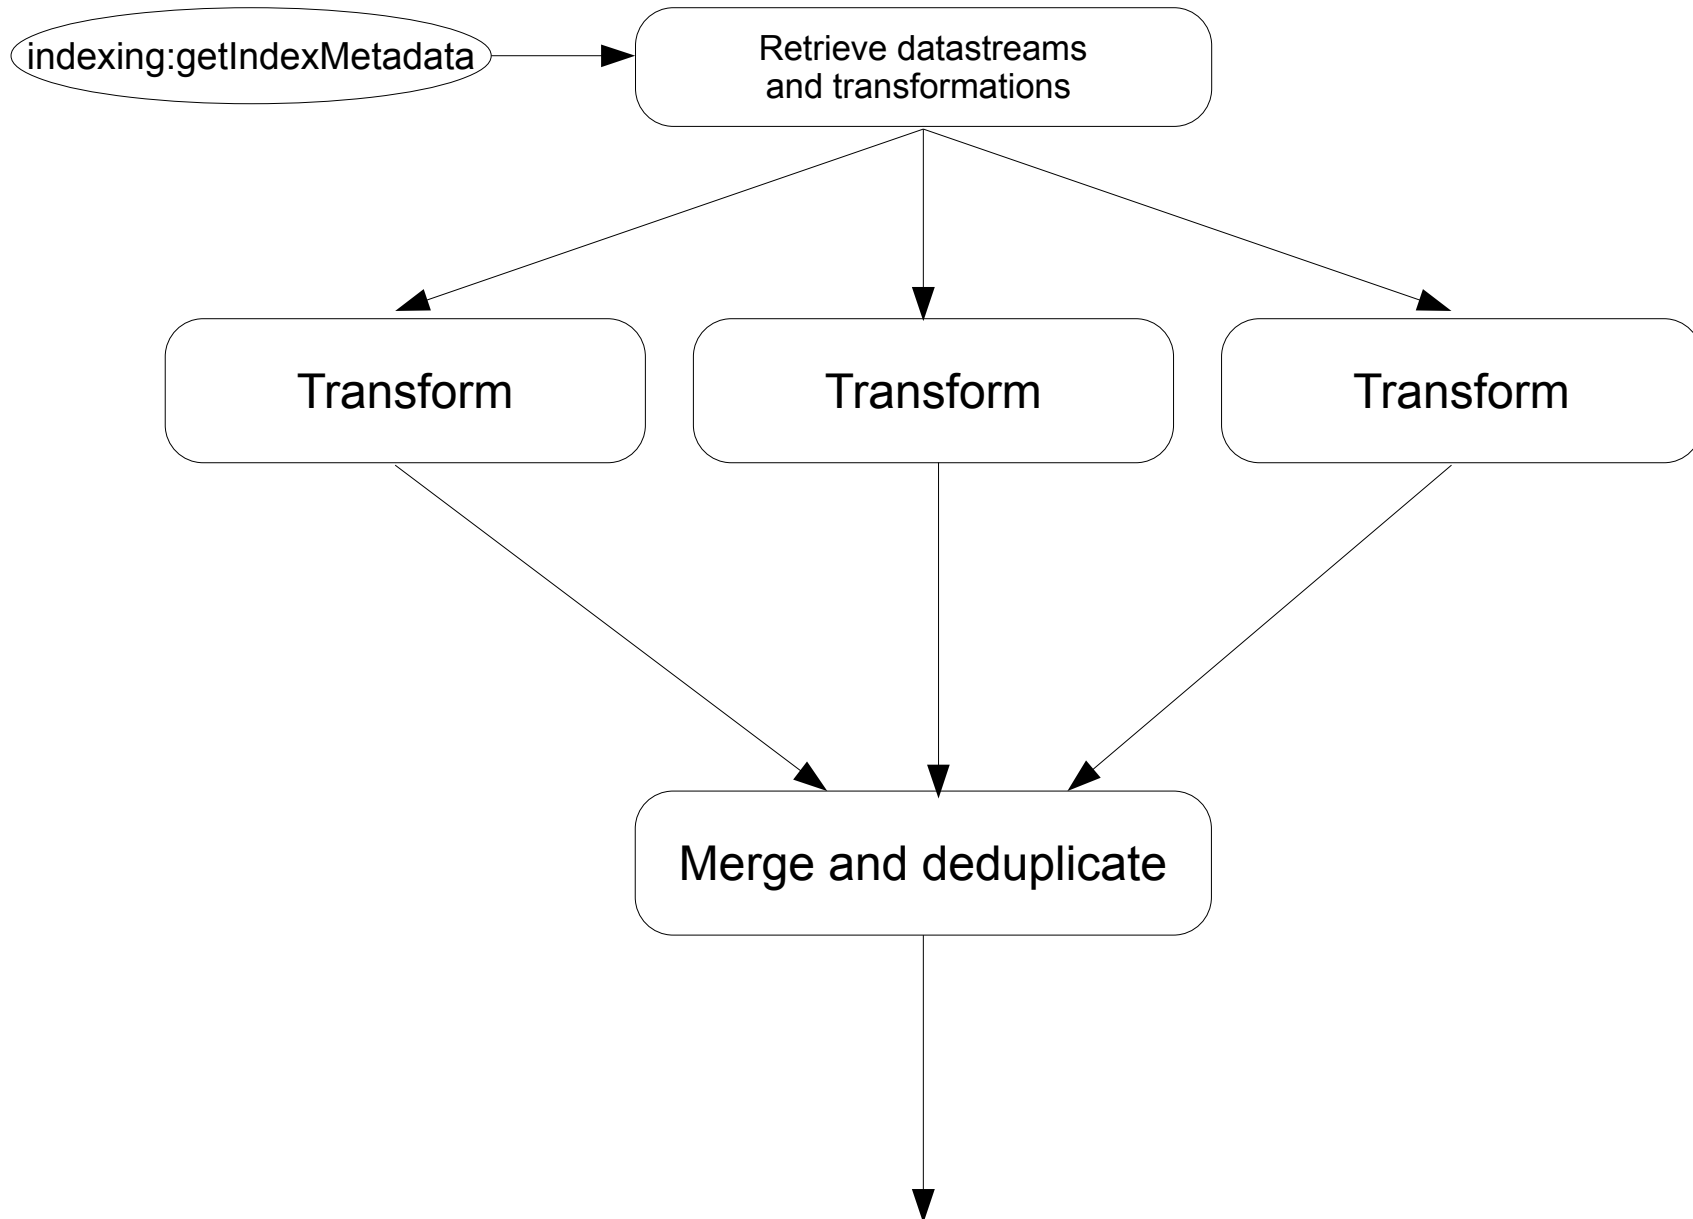 indexing:getIndexMetadata
Retrieve datastreams
and transformations
Transform
Transform
Transform
Merge and deduplicate